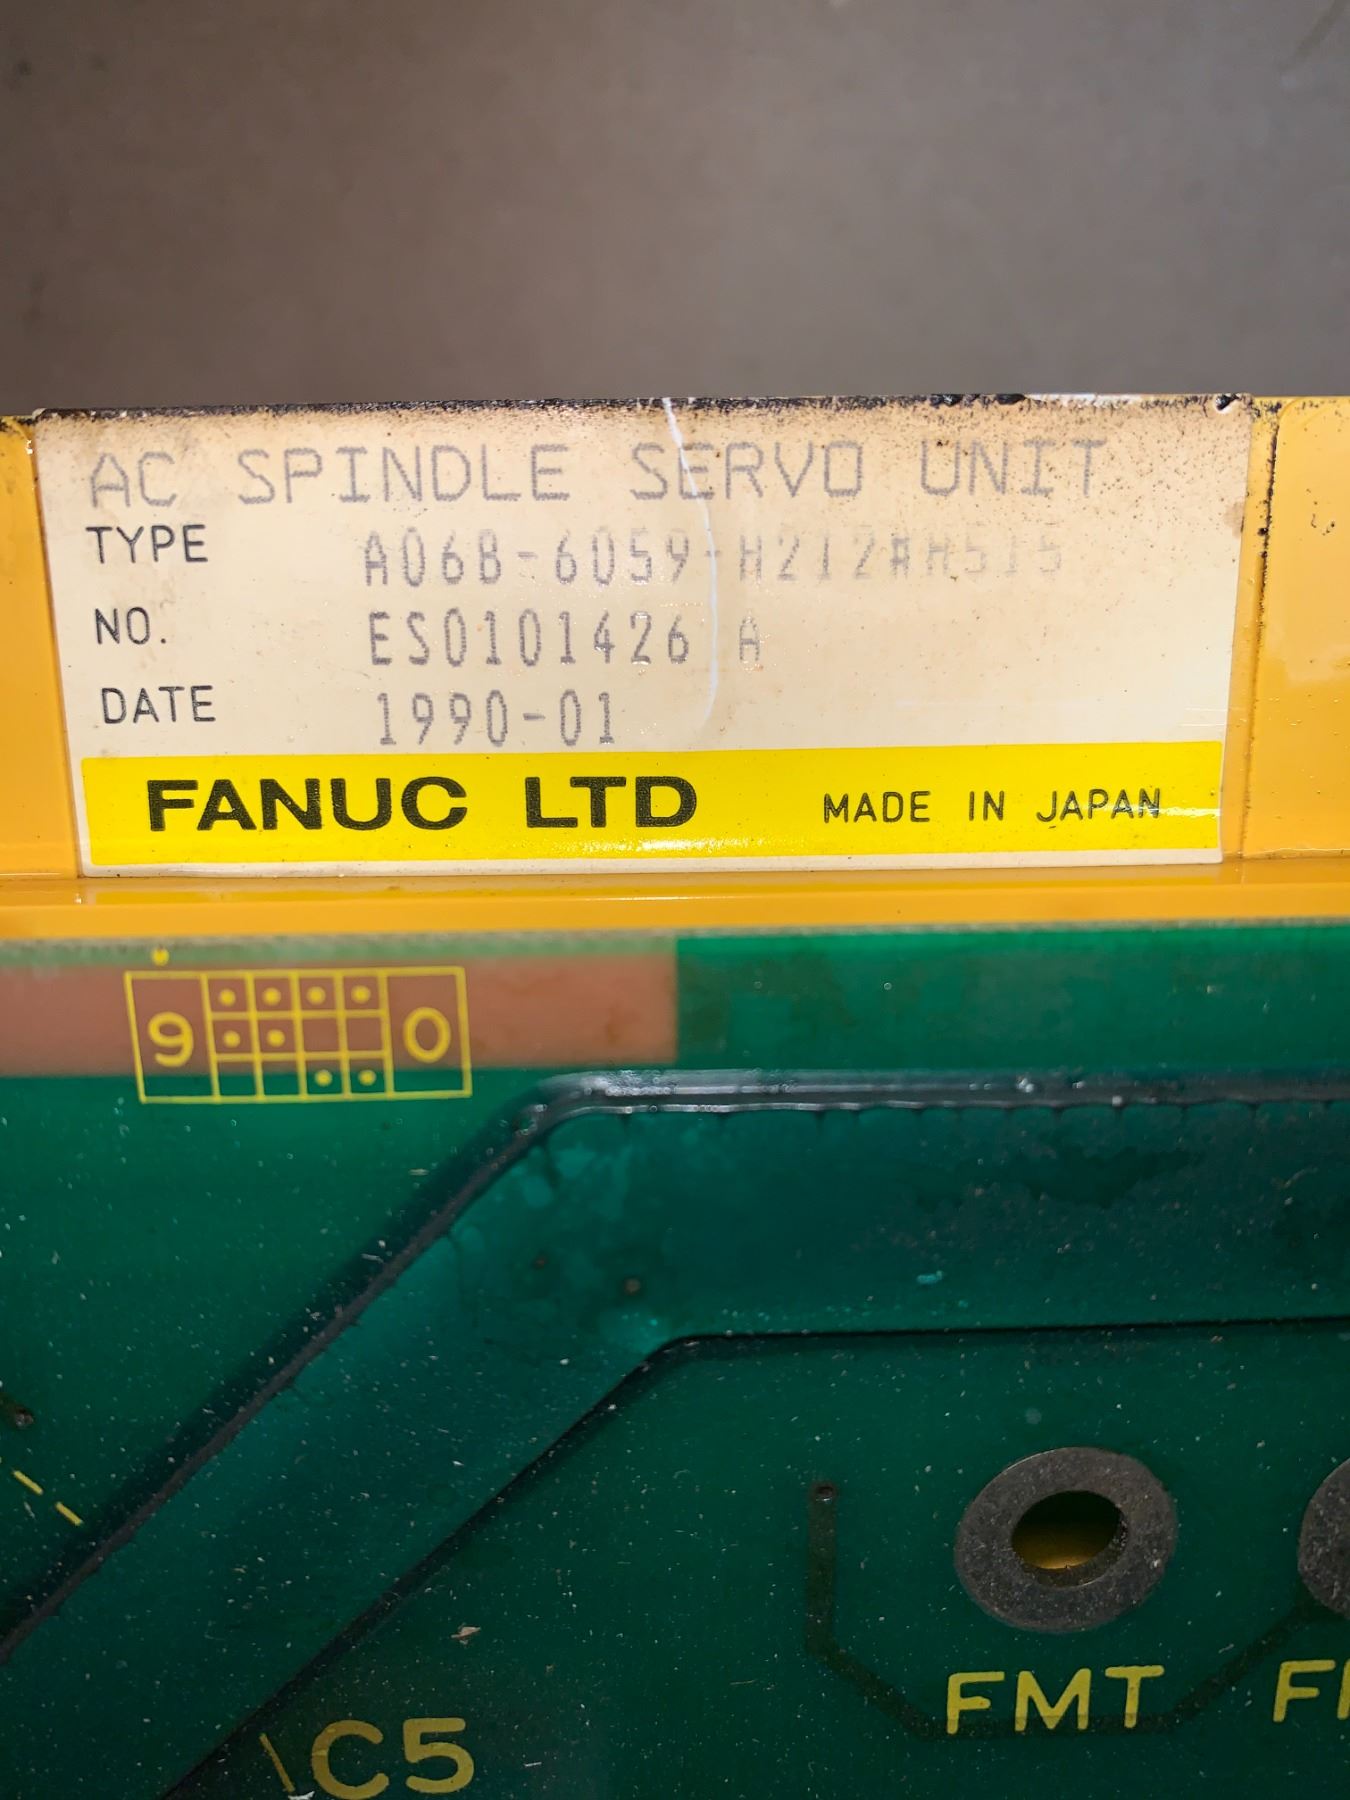 AC SPINDLE SERVO UNIT
TYPE A06B-6059-H212#H515
NO. ES0101426 A
DATE 1990-01
FANUC LTD MADE IN JAPAN
9 0
FMT
C5